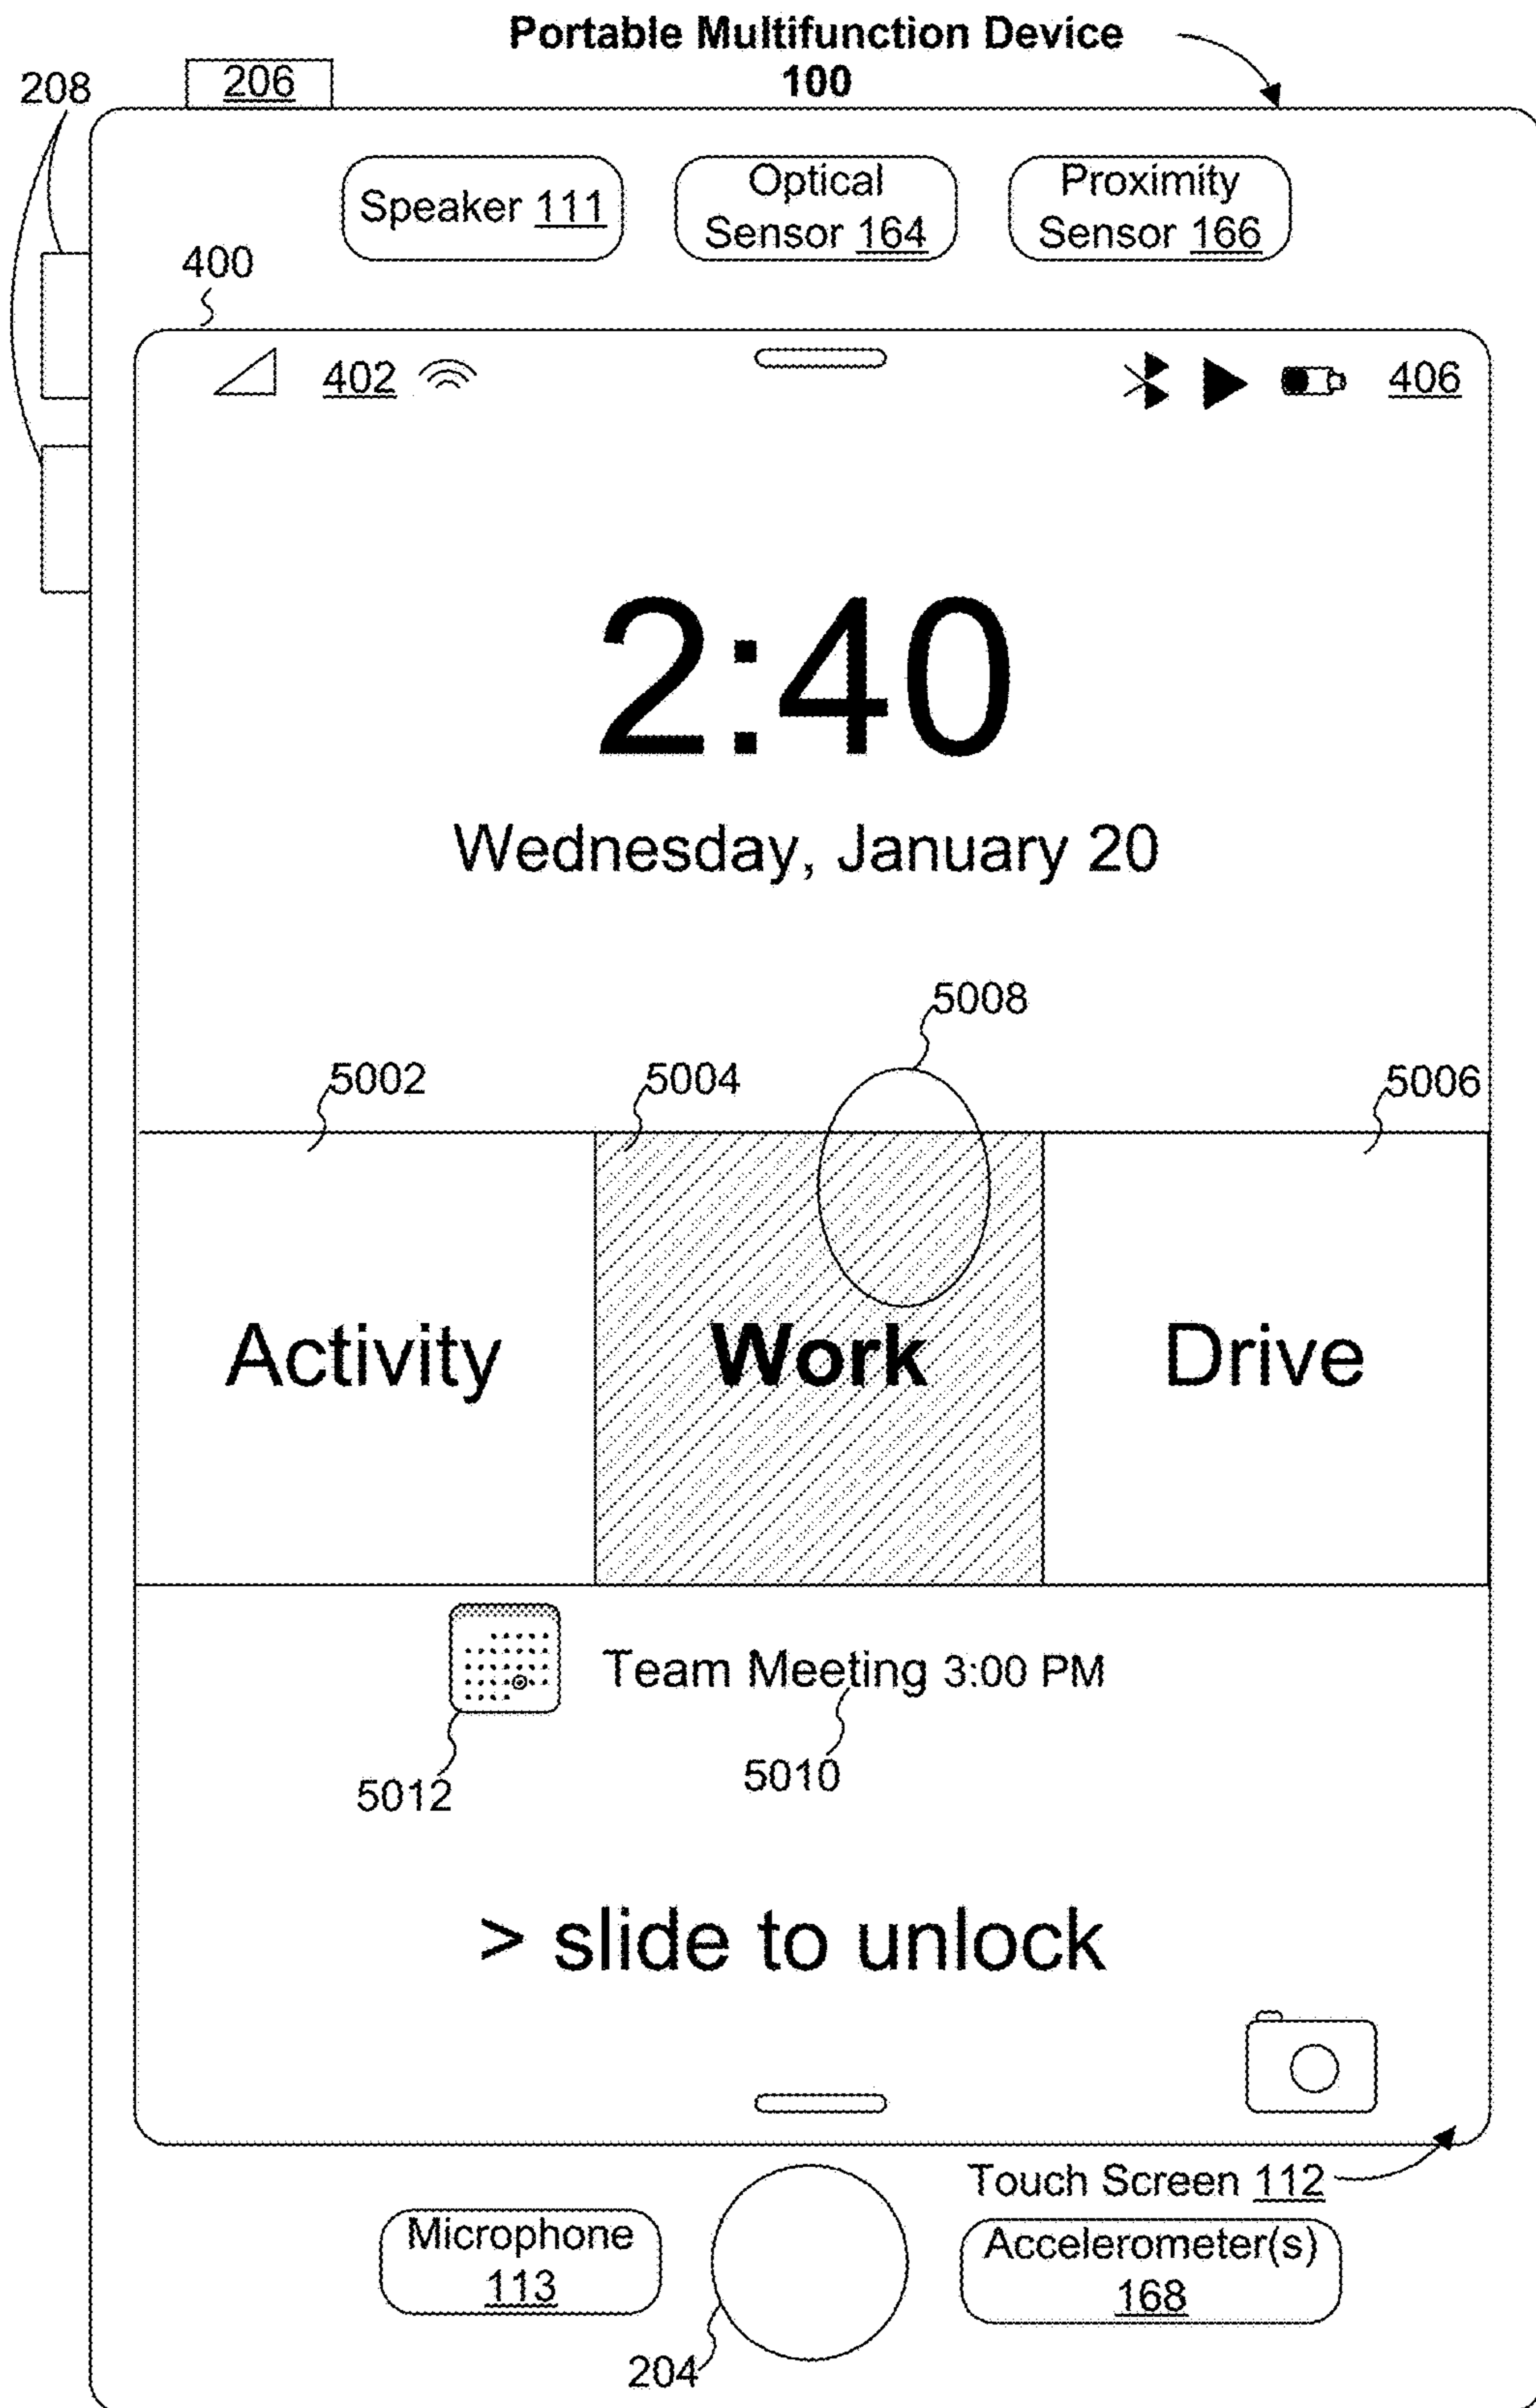 Portable Multifunction Device
100
208
206
Speaker 111
Optical
Sensor 164
Proximity
Sensor 166
400
402
406
2:40
Wednesday, January 20
5008
5002
5004
5006
Activity
Work
Drive
Team Meeting 3:00 PM
5012
5010
> slide to unlock
Touch Screen 112
Microphone
113
Accelerometer(s)
168
204